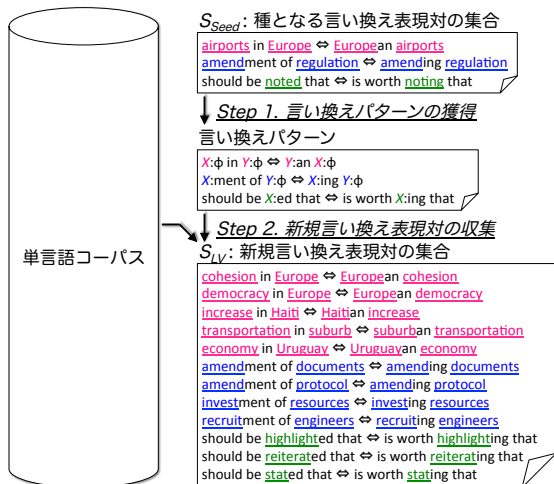 S_Seed: 種となる言い換え表現対の集合
airports in Europe ⇔ European airports
amendment of regulation ⇔ amending regulation
should be noted that ⇔ is worth noting that
Step 1. 言い換えパターンの獲得
言い換えパターン
X:φ in Y:φ ⇔ Y:an X:φ
X:ment of Y:φ ⇔ X:ing Y:φ
should be X:ed that ⇔ is worth X:ing that
Step 2. 新規言い換え表現対の収集
単言語コーパス
S_LV: 新規言い換え表現対の集合
cohesion in Europe ⇔ European cohesion
democracy in Europe ⇔ European democracy
increase in Haiti ⇔ Haitian increase
transportation in suburb ⇔ suburban transportation
economy in Uruguay ⇔ Uruguayan economy
amendment of documents ⇔ amending documents
amendment of protocol ⇔ amending protocol
investment of resources ⇔ investing resources
recruitment of engineers ⇔ recruiting engineers
should be highlighted that ⇔ is worth highlighting that
should be reiterated that ⇔ is worth reiterating that
should be stated that ⇔ is worth stating that